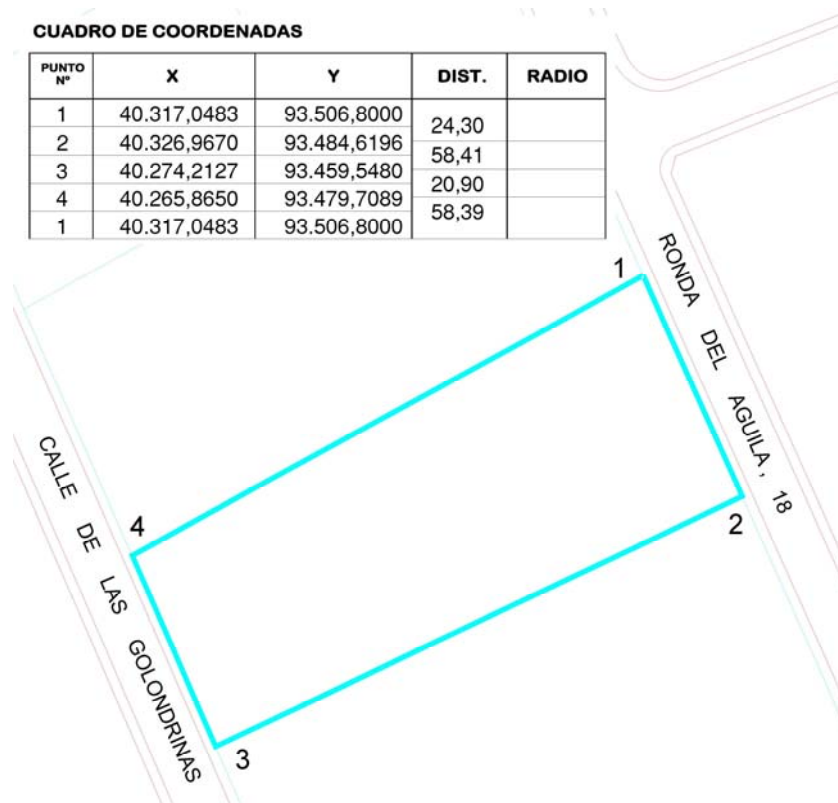 CUADRO DE COORDENADAS
PUNTO Nº X Y DIST. RADIO
1 40.317,0483 93.506,8000
24,30
2 40.326,9670 93.484,6196
58,41
3 40.274,2127 93.459,5480
20,90
4 40.265,8650 93.479,7089
58,39
1 40.317,0483 93.506,8000
1
RONDA DEL AGUILA, 18
4
2
CALLE DE LAS GOLONDRINAS
3